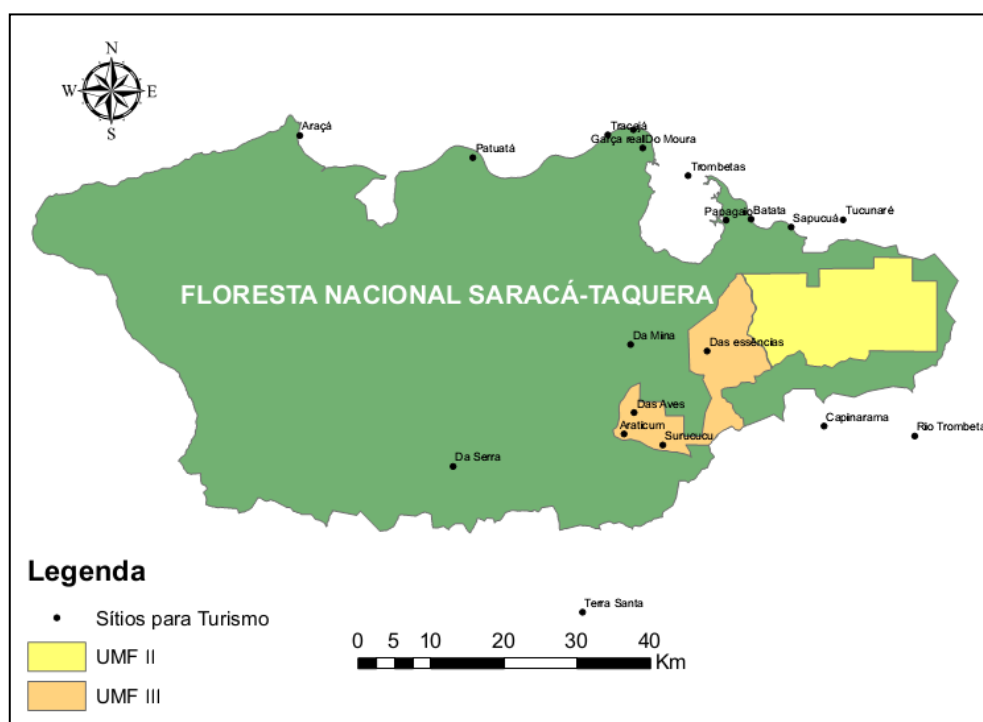 N
W E
S
Araçá
Patuatá
Tracajá
Garça real
Do Moura
Trombetas
Papagaio
Batata
Sapucuá
Tucunaré
FLORESTA NACIONAL SARACÁ-TAQUERA
Da Mina
Das essências
Das Aves
Araticum
Surucucu
Capinarama
Rio Trombeta
Da Serra
Terra Santa
Legenda
Sítios para Turismo
UMF II
UMF III
0 5 10 20 30 40
Km